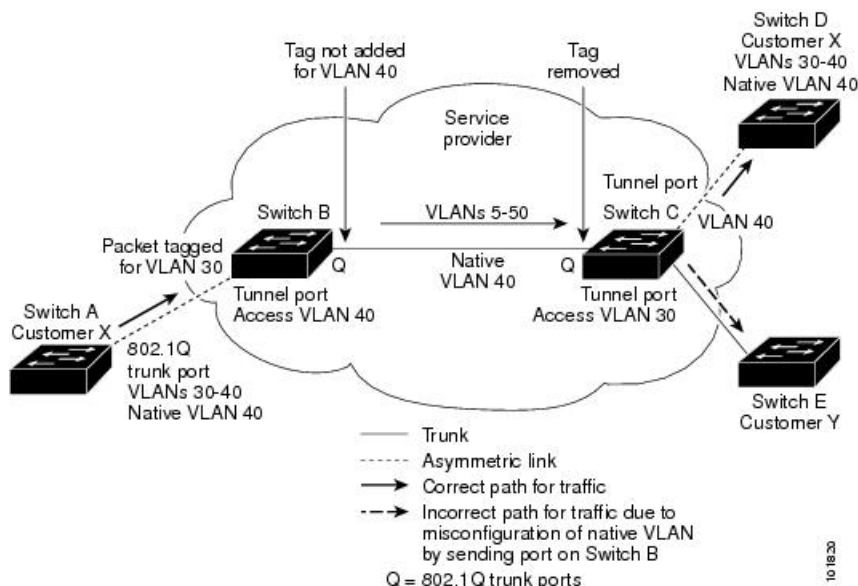 Tag not added
for VLAN 40
Tag
removed
Switch D
Customer X
VLANs 30-40
Native VLAN 40
Service
provider
Tunnel port
Switch B
VLANs 5-50
Switch C
VLAN 40
Packet tagged
for VLAN 30
Q
Native
VLAN 40
Q
Switch A
Customer X
Tunnel port
Access VLAN 40
Tunnel port
Access VLAN 30
802.1Q
trunk port
VLANs 30-40
Native VLAN 40
Switch E
Customer Y
Trunk
Asymmetric link
Correct path for traffic
Incorrect path for traffic due to
misconfiguration of native VLAN
by sending port on Switch B
Q = 802.1Q trunk ports
101820